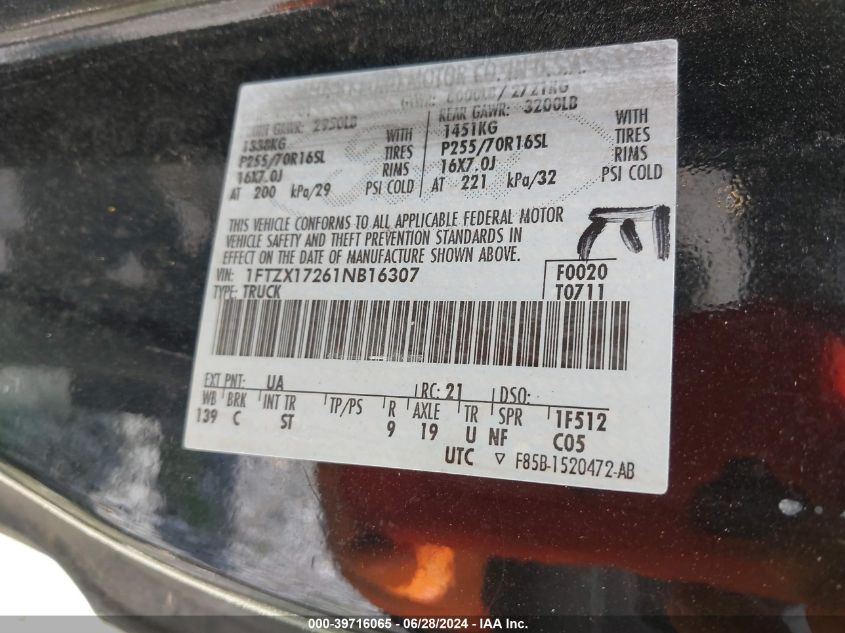 FORD MOTOR CO. IN U.S.A.
2721KG
FRONT GAWR: 2950LB REAR GAWR: 3200LB
1338KG WITH 1451KG WITH
P255/70R16SL TIRES P255/70R16SL TIRES
16X7.0J RIMS 16X7.0J RIMS
AT 200 kPa/29 PSI COLD AT 221 kPa/32 PSI COLD
THIS VEHICLE CONFORMS TO ALL APPLICABLE FEDERAL MOTOR
VEHICLE SAFETY AND THEFT PREVENTION STANDARDS IN
EFFECT ON THE DATE OF MANUFACTURE SHOWN ABOVE.
VIN: 1FTZX17261NB16307 F0020
TYPE: TRUCK T0711
EXT PNT: UA RC: 21 DSO:
WB BRK INT TR TP/PS R AXLE TR SPR 1F512
139 C ST 9 19 U NF C05
UTC ▽ F85B-1520472-AB
000-39716065 / 06/28/2024 / IAA Inc.